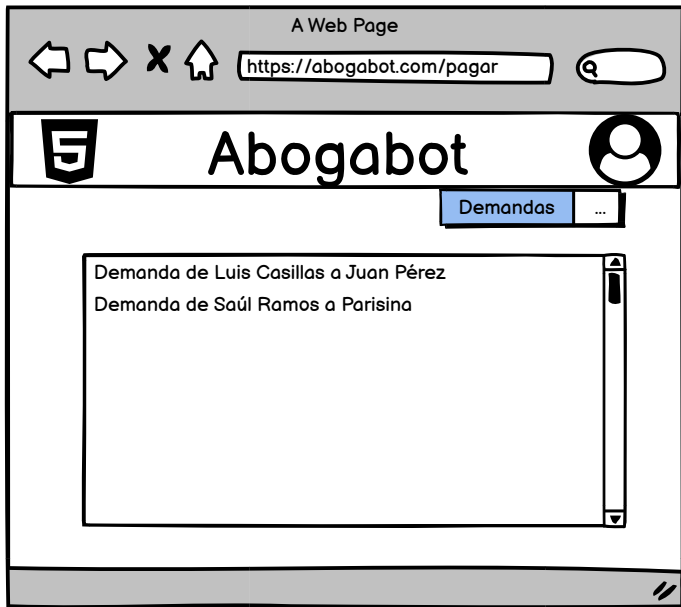 A Web Page
https://abogabot.com/pagar
Abogabot
Demandas ...
Demanda de Luis Casillas a Juan Pérez
Demanda de Saúl Ramos a Parisina